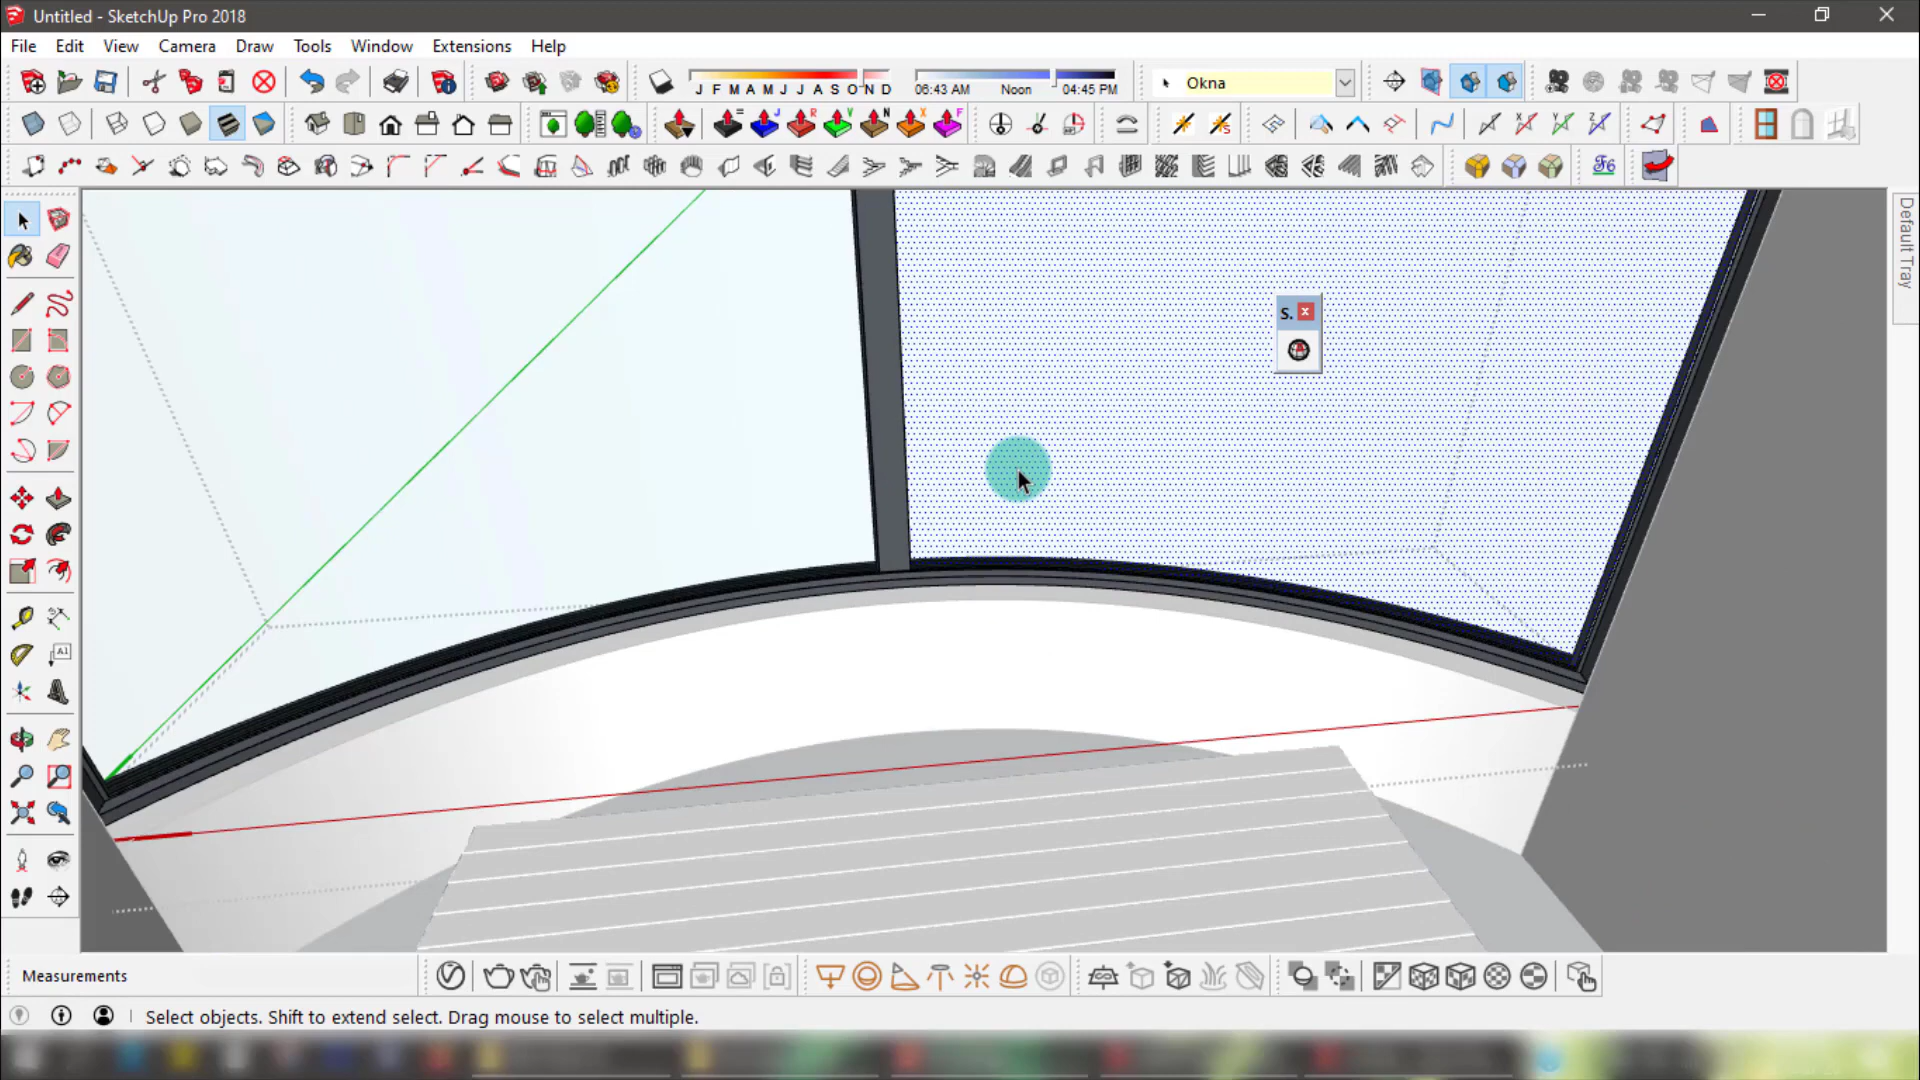 Untitled - SketchUp Pro 2018
File Edit View Camera Draw Tools Window Extensions Help
J F M A M J J A S O N D
06:43 AM Noon 04:45 PM
Okna
Default Tray
S.
A1
Measurements
Select objects. Shift to extend select. Drag mouse to select multiple.